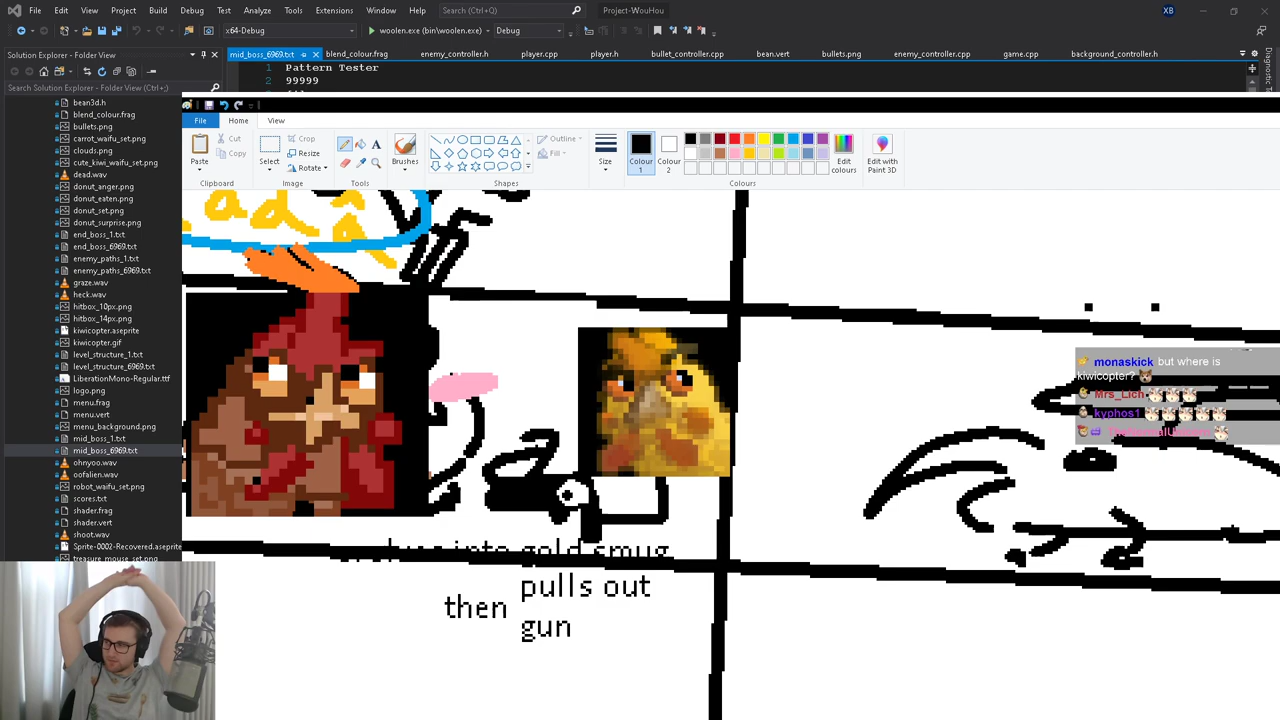 File Edit View Project Build Debug Test Analyze Tools Extensions Window Help Search (Ctrl+Q) Project-WouHou XB
x64-Debug woolen.exe (bin\woolen.exe) Debug
Solution Explorer - Folder View
Search Solution Explorer - Folder View (Ctrl+;)
mid_boss_6969.txt blend_colour.frag enemy_controller.h player.cpp player.h bullet_controller.cpp bean.vert bullets.png enemy_controller.cpp game.cpp background_controller.h
Diagnostic
1 Pattern Tester
2 99999
bean3d.h
blend_colour.frag
bullets.png
clout_waifu_set.png
clouds.png
cute_kiwi_waifu_set.png
dead.wav
donut_anger.png
donut_eaten.png
donut_set.png
donut_surprise.png
end_boss_1.txt
end_boss_6969.txt
enemy_paths_1.txt
enemy_paths_6969.txt
graze.wav
heck.wav
hitbox_10px.png
hitbox_14px.png
kiwicopter.aseprite
kiwicopter.gif
level_structure_1.txt
level_structure_6969.txt
LiberationMono-Regular.ttf
logo.png
menu.frag
menu.vert
menu_background.png
mid_boss_1.txt
mid_boss_6969.txt
ohnyoo.wav
oofalien.wav
robot_waifu_set.png
scores.txt
shader.frag
shader.vert
shoot.wav
Sprite-0002-Recovered.aseprite
treasure_mouse_set.png
File Home View
Paste
Cut
Copy
Clipboard
Select
Crop
Resize
Rotate
Image
A
Tools
Brushes
Outline
Fill
Shapes
Size
Colour
1
Colour
2
Edit
colours
Colours
Edit with
Paint 3D
monaskick but where is
kiwicopter?
Mrs_Lich
kyphos1
into gold smug
then
pulls out
gun